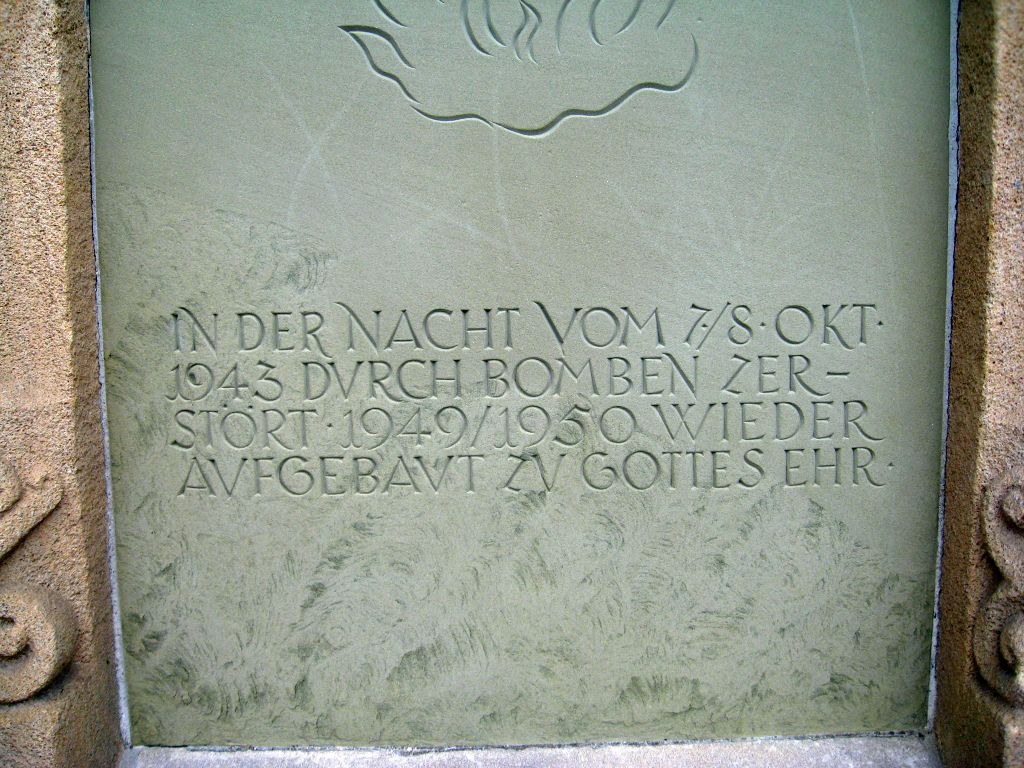 IN DER NACHT VOM 7./8. OKT.
1943 DVRCH BOMBEN ZER-
STÖRT · 1949/1950 WIEDER
AVFGEBAVT ZV GOTTES EHR ·